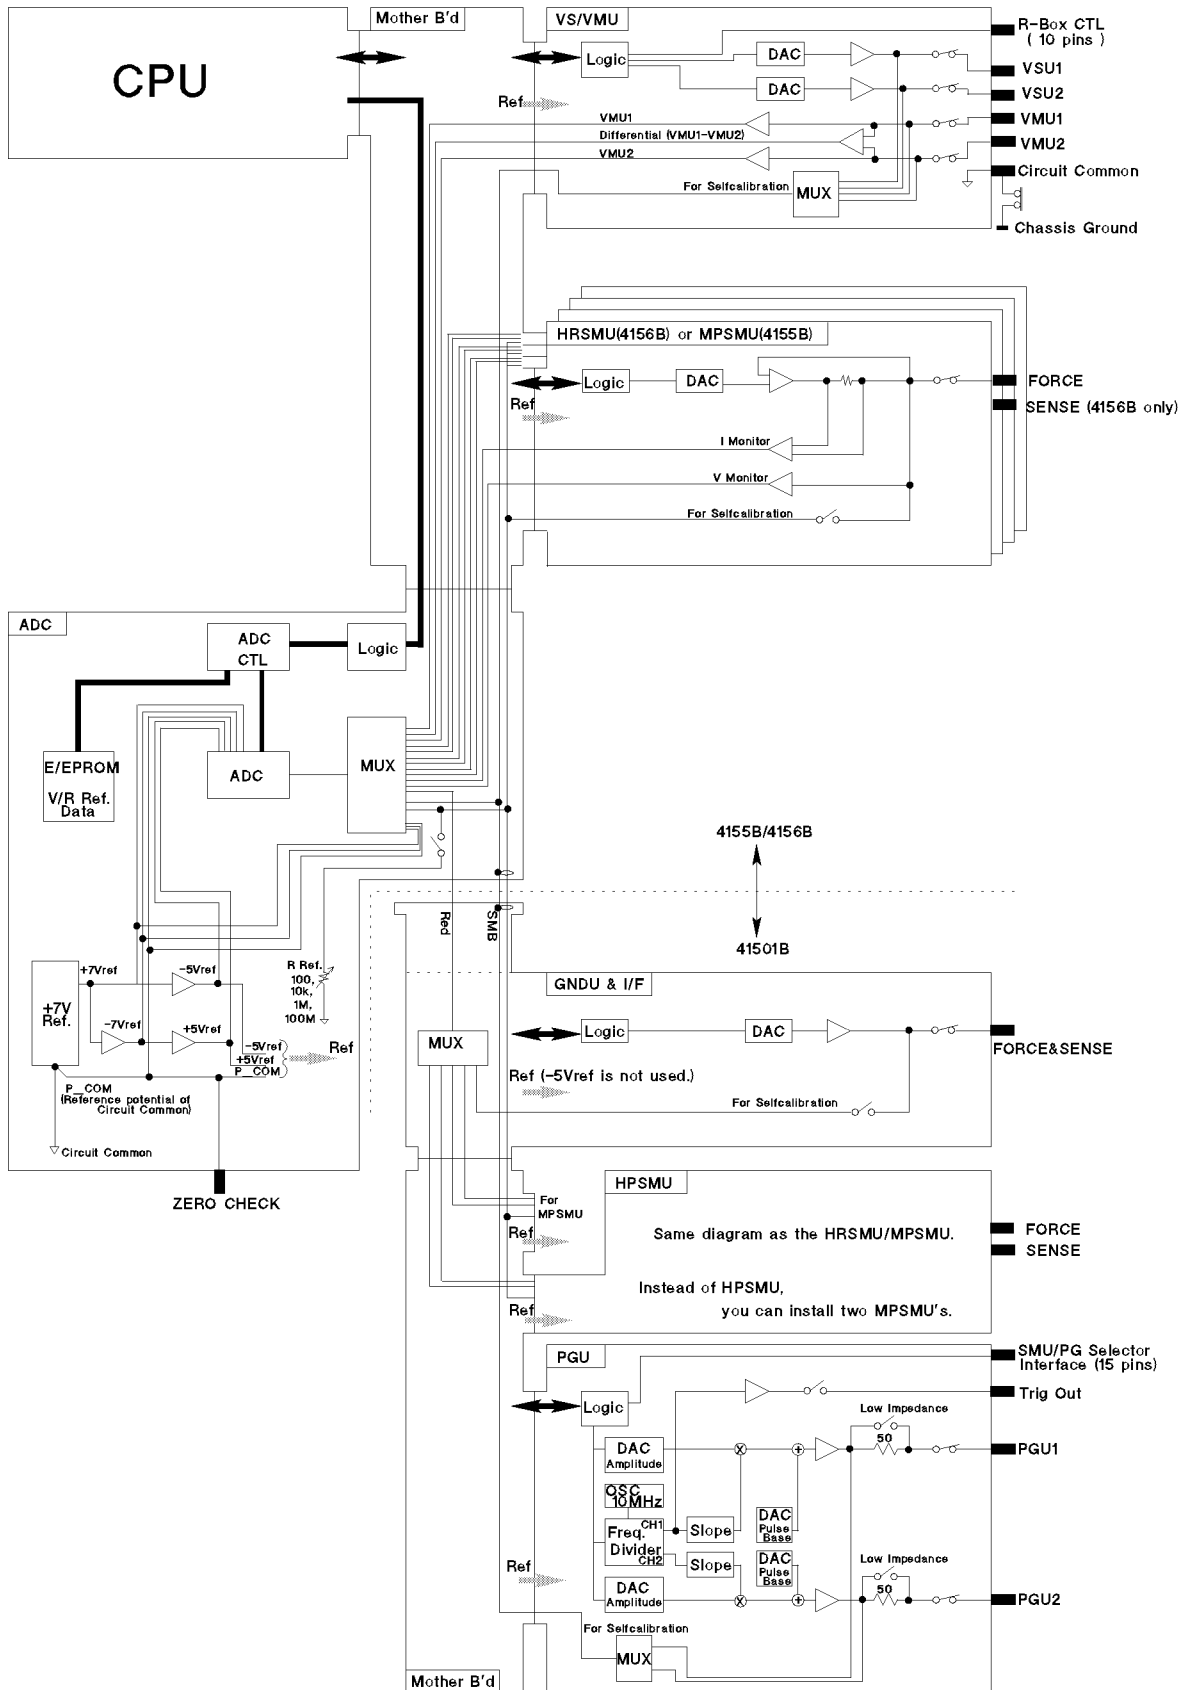 Mother B'd
VS/VMU
CPU
Logic
DAC
DAC
R-Box CTL
( 10 pins )
VSU1
VSU2
Ref
VMU1
Differential (VMU1-VMU2)
VMU2
VMU1
VMU2
For Selfcalibration
MUX
Circuit Common
Chassis Ground
HRSMU(4156B) or MPSMU(4155B)
Logic
DAC
FORCE
SENSE (4156B only)
Ref
I Monitor
V Monitor
For Selfcalibration
ADC
ADC
CTL
Logic
E/EPROM
V/R Ref.
Data
ADC
MUX
4155B/4156B
41501B
Red
SMB
+7V
Ref.
+7Vref
-5Vref
-7Vref
+5Vref
R Ref.
100,
10k,
1M,
100M
-5Vref
+5Vref
P_COM
Ref
P_COM
(Reference potential of
Circuit Common)
Circuit Common
ZERO CHECK
GNDU & I/F
MUX
Logic
DAC
FORCE&SENSE
Ref (-5Vref is not used.)
For Selfcalibration
HPSMU
For
MPSMU
Ref
Same diagram as the HRSMU/MPSMU.
FORCE
SENSE
Instead of HPSMU,
you can install two MPSMU's.
Ref
PGU
SMU/PG Selector
Interface (15 pins)
Trig Out
Logic
Low Impedance
50
PGU1
DAC
Amplitude
OSC
10MHz
Freq.
Divider
CH1
CH2
Slope
Slope
DAC
Pulse
Base
DAC
Pulse
Base
Ref
DAC
Amplitude
Low Impedance
50
PGU2
For Selfcalibration
MUX
Mother B'd